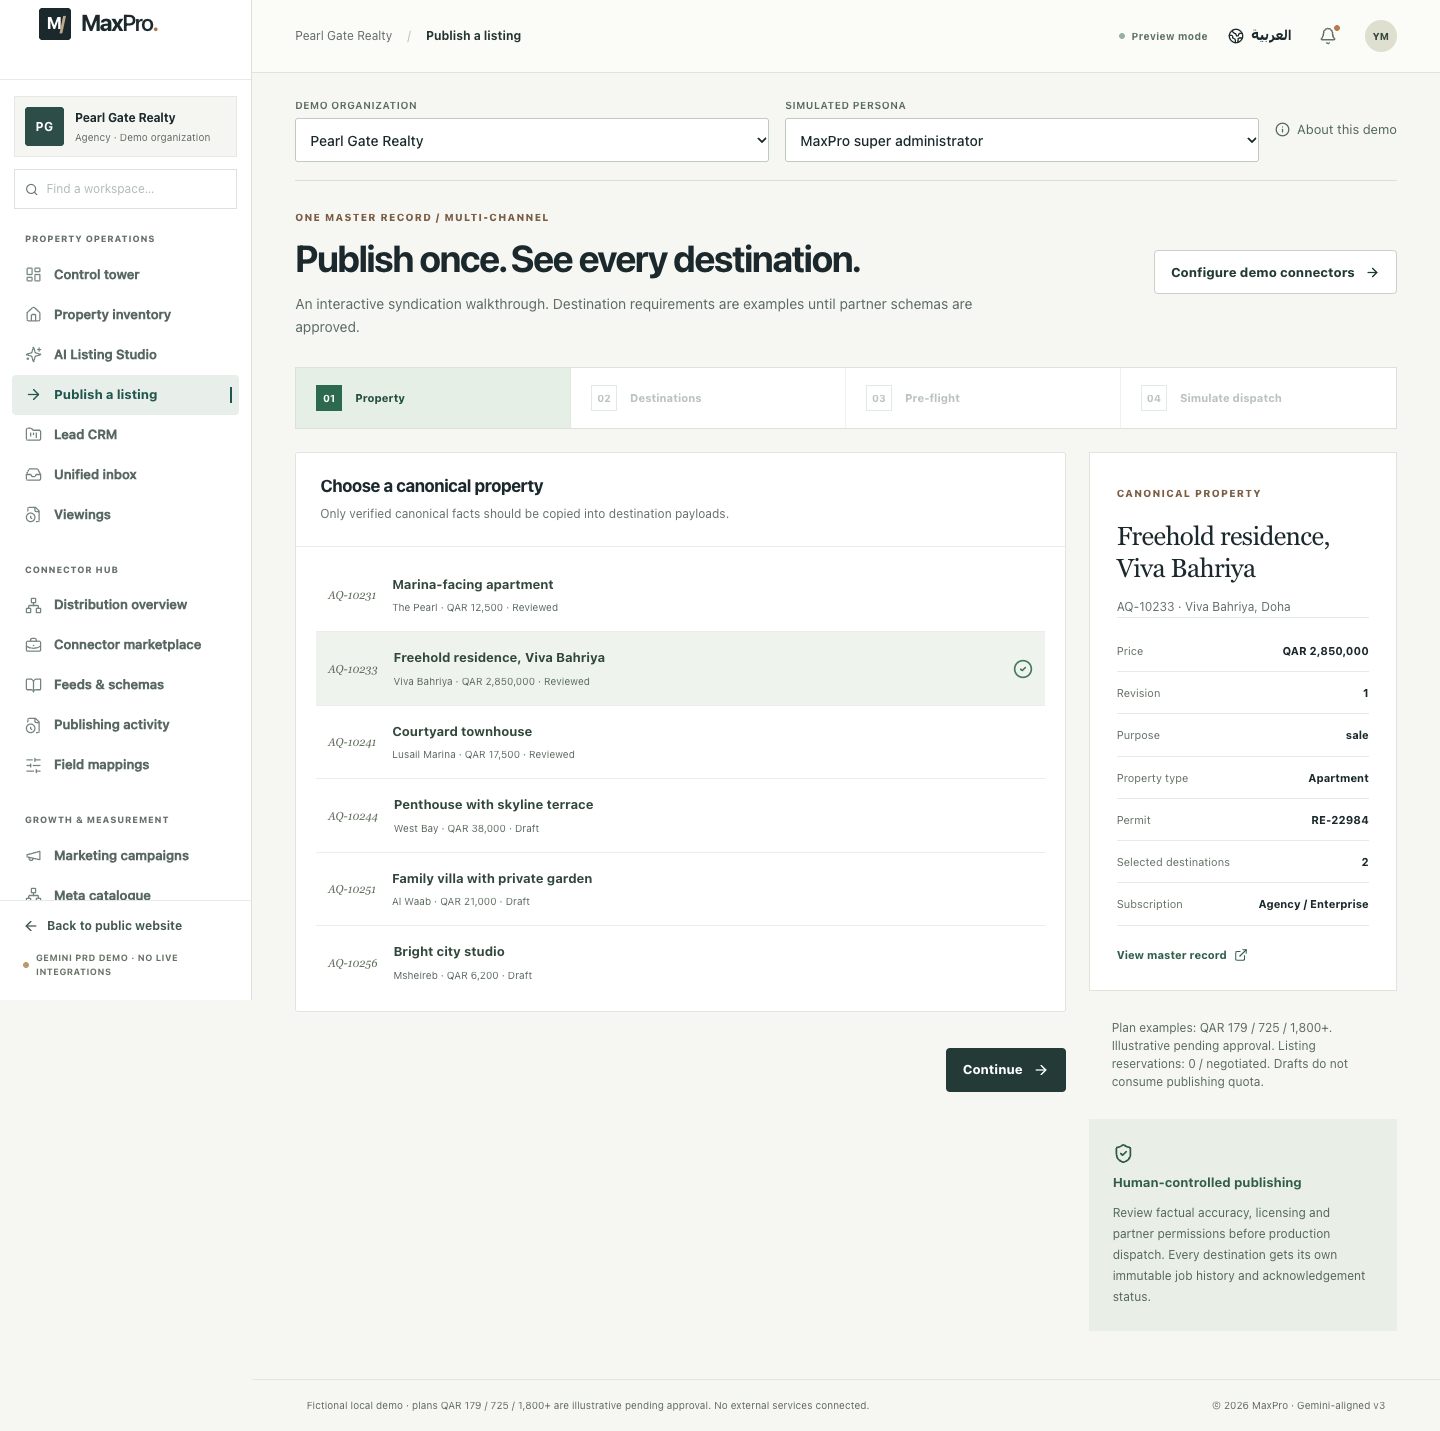 M/ MaxPro.
PG
Pearl Gate Realty
Agency · Demo organization
Find a workspace...
PROPERTY OPERATIONS
Control tower
Property inventory
AI Listing Studio
Publish a listing
Lead CRM
Unified inbox
Viewings
CONNECTOR HUB
Distribution overview
Connector marketplace
Feeds & schemas
Publishing activity
Field mappings
GROWTH & MEASUREMENT
Marketing campaigns
Meta catalogue
Back to public website
GEMINI PRD DEMO · NO LIVE
INTEGRATIONS
Pearl Gate Realty / Publish a listing
Preview mode
العربية
YM
DEMO ORGANIZATION
Pearl Gate Realty
SIMULATED PERSONA
MaxPro super administrator
About this demo
ONE MASTER RECORD / MULTI-CHANNEL
Publish once. See every destination.
An interactive syndication walkthrough. Destination requirements are examples until partner schemas are
approved.
Configure demo connectors
01 Property
02 Destinations
03 Pre-flight
04 Simulate dispatch
Choose a canonical property
Only verified canonical facts should be copied into destination payloads.
AQ-10231
Marina-facing apartment
The Pearl · QAR 12,500 · Reviewed
AQ-10233
Freehold residence, Viva Bahriya
Viva Bahriya · QAR 2,850,000 · Reviewed
AQ-10241
Courtyard townhouse
Lusail Marina · QAR 17,500 · Reviewed
AQ-10244
Penthouse with skyline terrace
West Bay · QAR 38,000 · Draft
AQ-10251
Family villa with private garden
Al Waab · QAR 21,000 · Draft
AQ-10256
Bright city studio
Msheireb · QAR 6,200 · Draft
Continue
CANONICAL PROPERTY
Freehold residence,
Viva Bahriya
AQ-10233 · Viva Bahriya, Doha
Price QAR 2,850,000
Revision 1
Purpose sale
Property type Apartment
Permit RE-22984
Selected destinations 2
Subscription Agency / Enterprise
View master record
Plan examples: QAR 179 / 725 / 1,800+.
Illustrative pending approval. Listing
reservations: 0 / negotiated. Drafts do not
consume publishing quota.
Human-controlled publishing
Review factual accuracy, licensing and
partner permissions before production
dispatch. Every destination gets its own
immutable job history and acknowledgement
status.
Fictional local demo · plans QAR 179 / 725 / 1,800+ are illustrative pending approval. No external services connected.
© 2026 MaxPro · Gemini-aligned v3